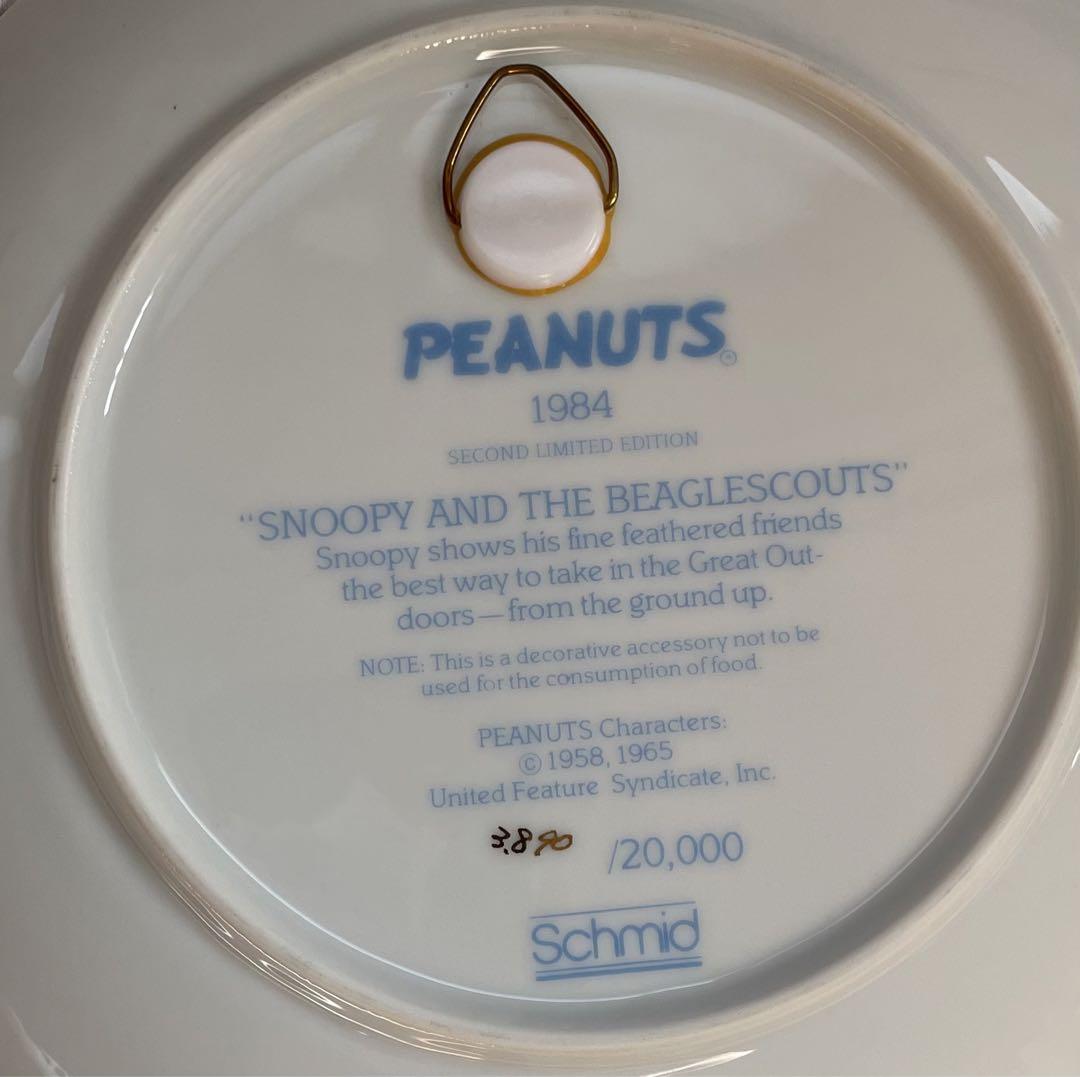 PEANUTS®
1984
SECOND LIMITED EDITION
"SNOOPY AND THE BEAGLESCOUTS"
Snoopy shows his fine feathered friends
the best way to take in the Great Out-
doors—from the ground up.
NOTE: This is a decorative accessory not to be
used for the consumption of food.
PEANUTS Characters:
© 1958, 1965
United Feature Syndicate, Inc.
3,890 /20,000
Schmid